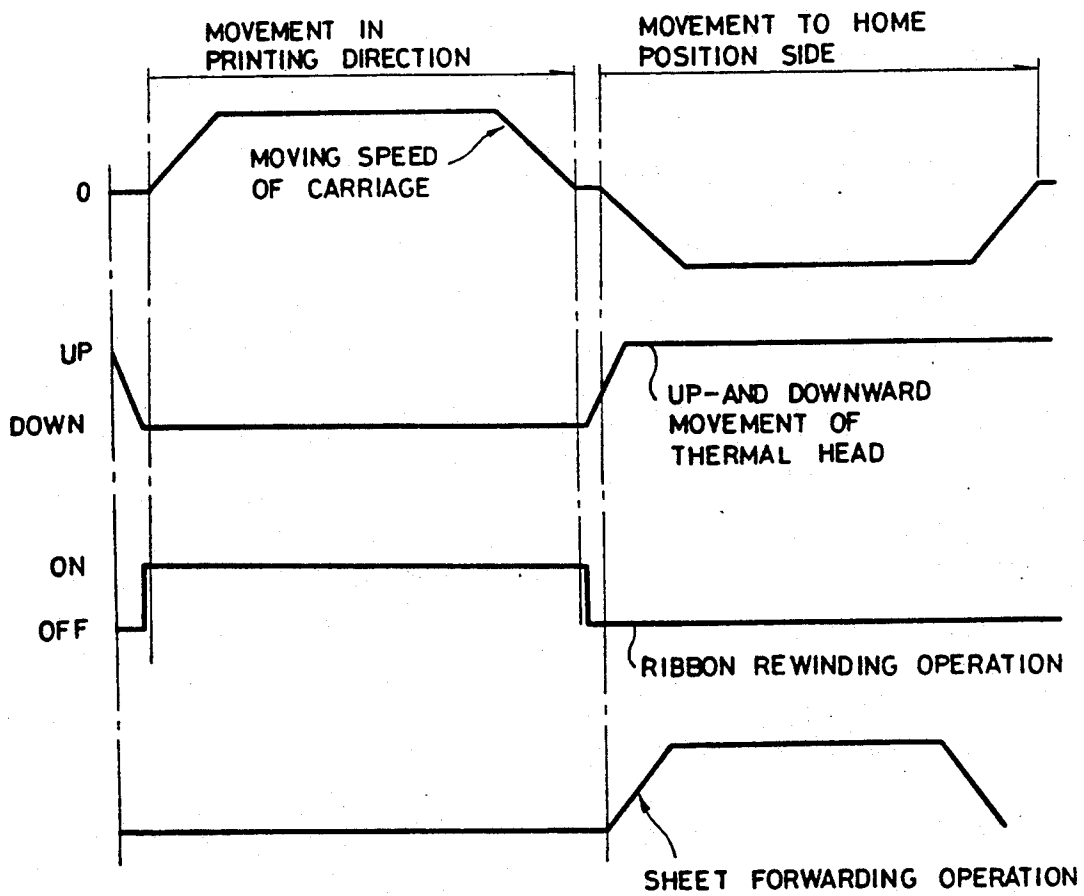 MOVEMENT IN
PRINTING DIRECTION
MOVEMENT TO HOME
POSITION SIDE
MOVING SPEED
OF CARRIAGE
0
UP
DOWN
UP-AND DOWNWARD
MOVEMENT OF
THERMAL HEAD
ON
OFF
RIBBON REWINDING OPERATION
SHEET FORWARDING OPERATION